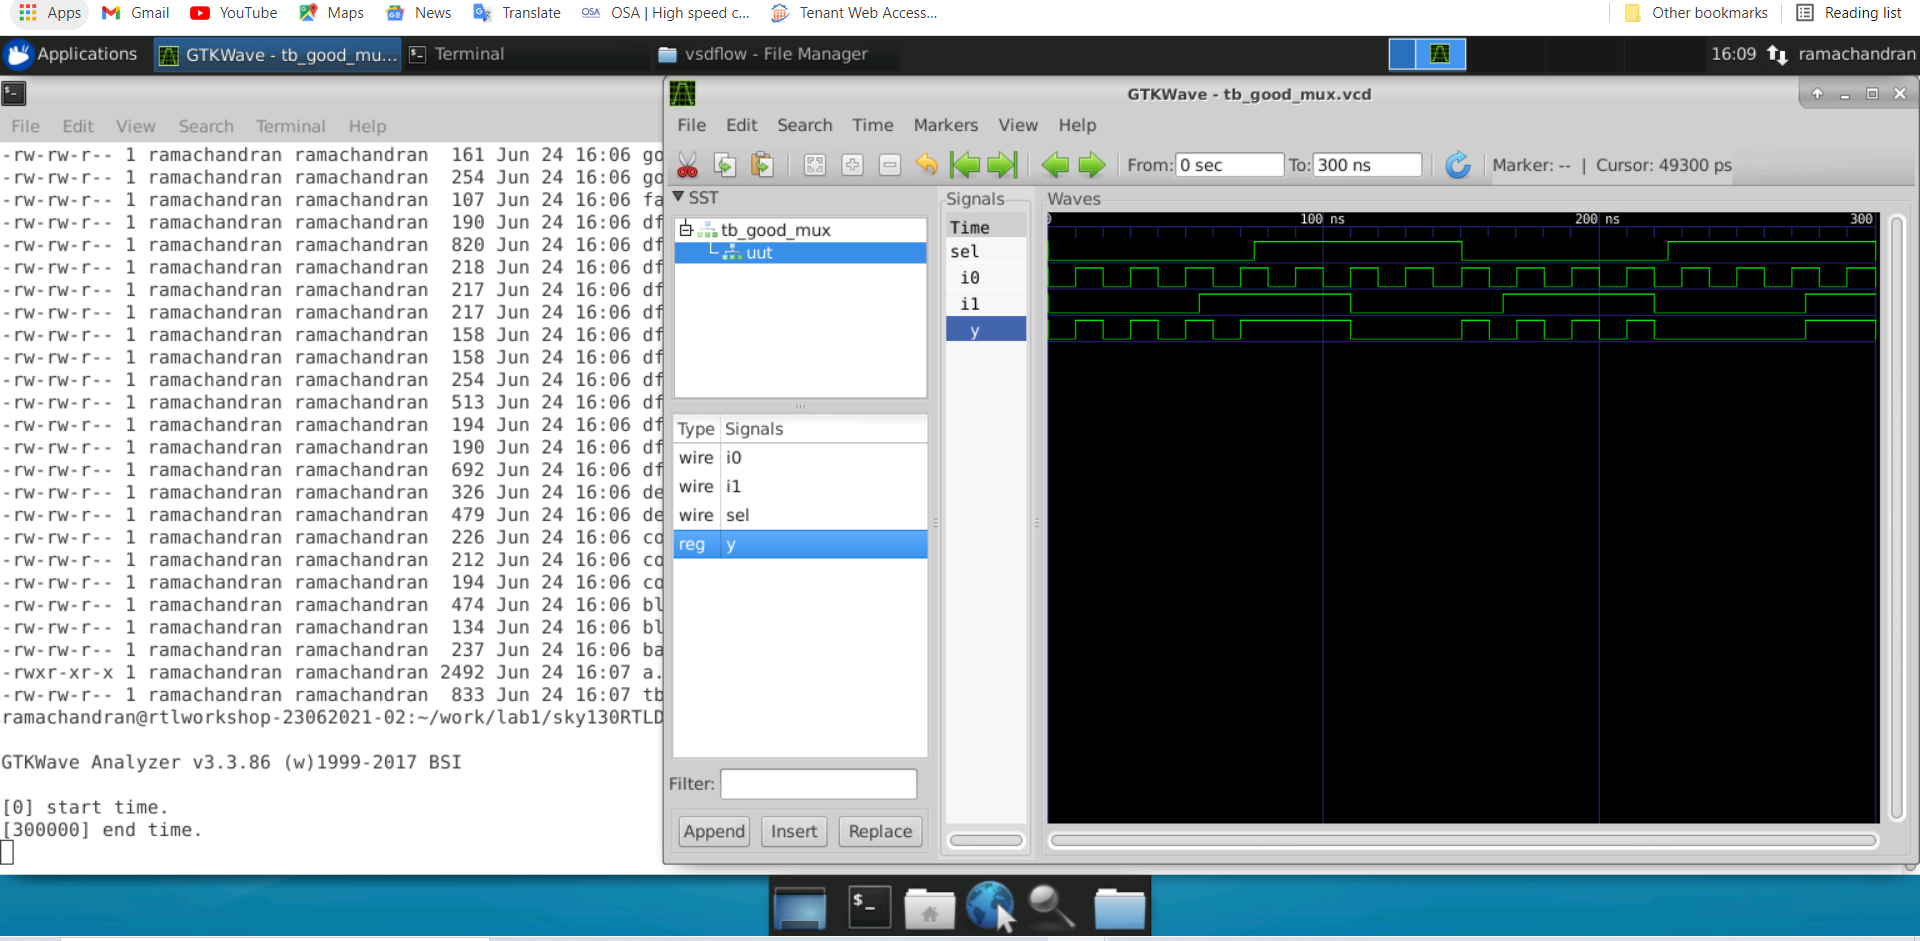 Apps Gmail YouTube Maps News Translate OSA OSA | High speed c... Tenant Web Access... Other bookmarks Reading list
Applications GTKWave - tb_good_mu... Terminal vsdflow - File Manager 16:09 ramachandran
File Edit View Search Terminal Help
-rw-rw-r-- 1 ramachandran ramachandran 161 Jun 24 16:06 go
-rw-rw-r-- 1 ramachandran ramachandran 254 Jun 24 16:06 go
-rw-rw-r-- 1 ramachandran ramachandran 107 Jun 24 16:06 fa
-rw-rw-r-- 1 ramachandran ramachandran 190 Jun 24 16:06 df
-rw-rw-r-- 1 ramachandran ramachandran 820 Jun 24 16:06 df
-rw-rw-r-- 1 ramachandran ramachandran 218 Jun 24 16:06 df
-rw-rw-r-- 1 ramachandran ramachandran 217 Jun 24 16:06 df
-rw-rw-r-- 1 ramachandran ramachandran 217 Jun 24 16:06 df
-rw-rw-r-- 1 ramachandran ramachandran 158 Jun 24 16:06 df
-rw-rw-r-- 1 ramachandran ramachandran 158 Jun 24 16:06 df
-rw-rw-r-- 1 ramachandran ramachandran 254 Jun 24 16:06 df
-rw-rw-r-- 1 ramachandran ramachandran 513 Jun 24 16:06 df
-rw-rw-r-- 1 ramachandran ramachandran 194 Jun 24 16:06 df
-rw-rw-r-- 1 ramachandran ramachandran 190 Jun 24 16:06 df
-rw-rw-r-- 1 ramachandran ramachandran 692 Jun 24 16:06 df
-rw-rw-r-- 1 ramachandran ramachandran 326 Jun 24 16:06 de
-rw-rw-r-- 1 ramachandran ramachandran 479 Jun 24 16:06 de
-rw-rw-r-- 1 ramachandran ramachandran 226 Jun 24 16:06 co
-rw-rw-r-- 1 ramachandran ramachandran 212 Jun 24 16:06 co
-rw-rw-r-- 1 ramachandran ramachandran 194 Jun 24 16:06 co
-rw-rw-r-- 1 ramachandran ramachandran 474 Jun 24 16:06 bl
-rw-rw-r-- 1 ramachandran ramachandran 134 Jun 24 16:06 bl
-rw-rw-r-- 1 ramachandran ramachandran 237 Jun 24 16:06 ba
-rwxr-xr-x 1 ramachandran ramachandran 2492 Jun 24 16:07 a.
-rw-rw-r-- 1 ramachandran ramachandran 833 Jun 24 16:07 tb
ramachandran@rtlworkshop-23062021-02:~/work/lab1/sky130RTLD
GTKWave Analyzer v3.3.86 (w)1999-2017 BSI
[0] start time.
[300000] end time.
GTKWave - tb_good_mux.vcd
File Edit Search Time Markers View Help
From: 0 sec To: 300 ns Marker: -- | Cursor: 49300 ps
SST
tb_good_mux
uut
Type Signals
wire i0
wire i1
wire sel
reg y
Filter:
Append Insert Replace
Signals
Time
sel
i0
i1
y
Waves
0 100 ns 200 ns 300
$ _